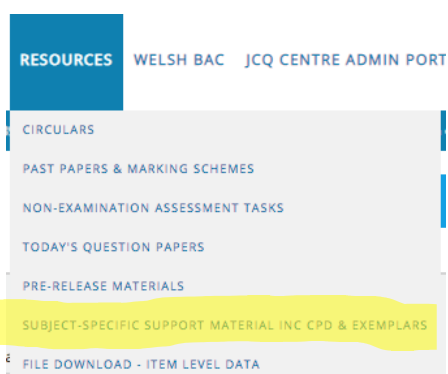 RESOURCES WELSH BAC JCQ CENTRE ADMIN PORT
CIRCULARS
PAST PAPERS & MARKING SCHEMES
NON-EXAMINATION ASSESSMENT TASKS
TODAY'S QUESTION PAPERS
PRE-RELEASE MATERIALS
SUBJECT-SPECIFIC SUPPORT MATERIAL INC CPD & EXEMPLARS
FILE DOWNLOAD - ITEM LEVEL DATA